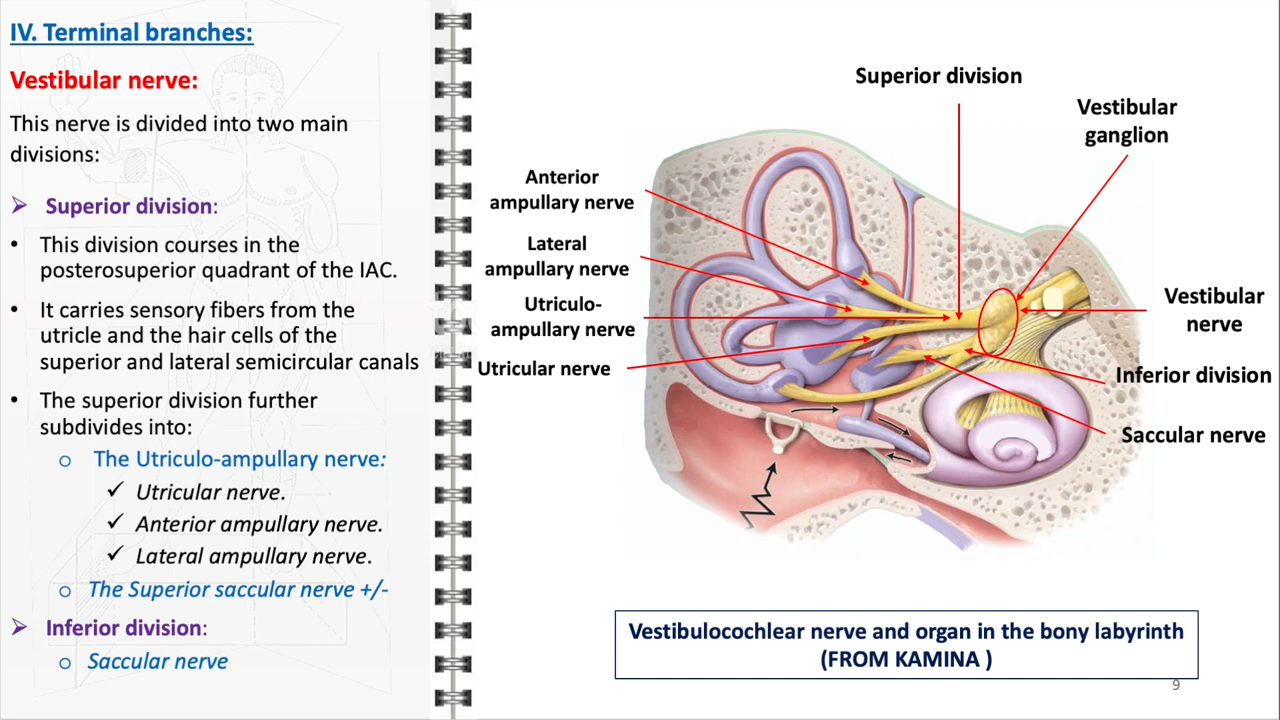 IV. Terminal branches:
Vestibular nerve:
This nerve is divided into two main
divisions:
➢ Superior division:
• This division courses in the
posterosuperior quadrant of the IAC.
• It carries sensory fibers from the
utricle and the hair cells of the
superior and lateral semicircular canals
• The superior division further
subdivides into:
o The Utriculo-ampullary nerve:
✓ Utricular nerve.
✓ Anterior ampullary nerve.
✓ Lateral ampullary nerve.
o The Superior saccular nerve +/-
➢ Inferior division:
o Saccular nerve
Superior division
Vestibular
ganglion
Anterior
ampullary nerve
Lateral
ampullary nerve
Utriculo-
ampullary nerve
Utricular nerve
Vestibular
nerve
Inferior division
Saccular nerve
Vestibulocochlear nerve and organ in the bony labyrinth
(FROM KAMINA )
9